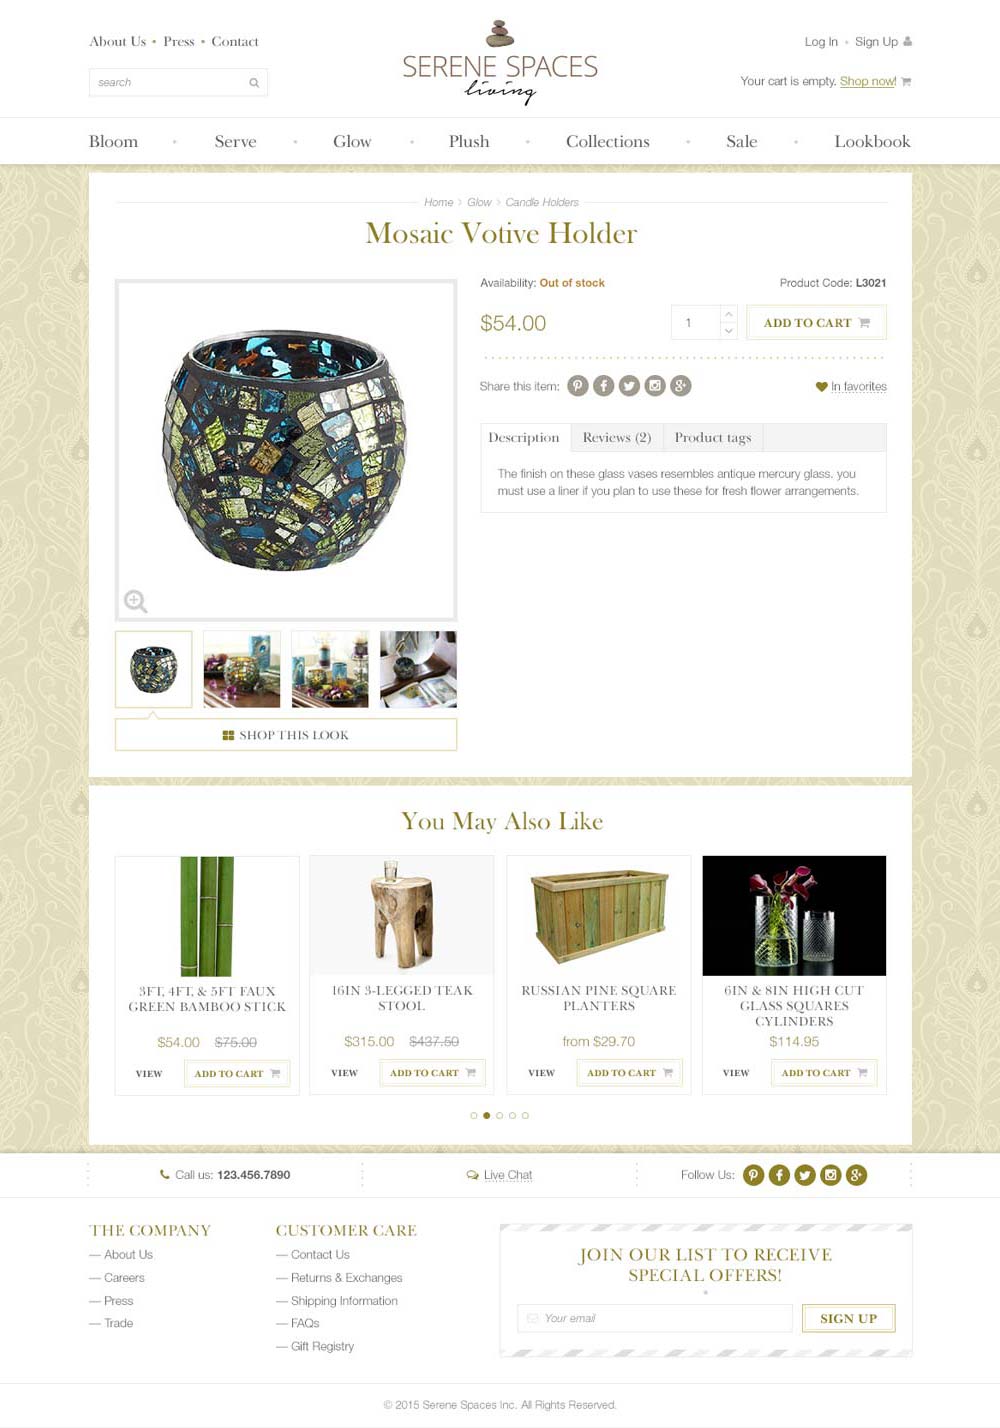 About Us • Press • Contact
search
SERENE SPACES
living
Log In • Sign Up
Your cart is empty. Shop now!
Bloom • Serve • Glow • Plush • Collections • Sale • Lookbook
Home > Glow > Candle Holders
Mosaic Votive Holder
Availability: Out of stock
Product Code: L3021
$54.00
1
ADD TO CART
Share this item:
In favorites
Description
Reviews (2)
Product tags
The finish on these glass vases resembles antique mercury glass. you
must use a liner if you plan to use these for fresh flower arrangements.
SHOP THIS LOOK
You May Also Like
3FT, 4FT, & 5FT FAUX
GREEN BAMBOO STICK
$54.00 $75.00
VIEW
ADD TO CART
16IN 3-LEGGED TEAK
STOOL
$315.00 $437.50
VIEW
ADD TO CART
RUSSIAN PINE SQUARE
PLANTERS
from $29.70
VIEW
ADD TO CART
6IN & 8IN HIGH CUT
GLASS SQUARES
CYLINDERS
$114.95
VIEW
ADD TO CART
Call us: 123.456.7890
Live Chat
Follow Us:
THE COMPANY
— About Us
— Careers
— Press
— Trade
CUSTOMER CARE
— Contact Us
— Returns & Exchanges
— Shipping Information
— FAQs
— Gift Registry
JOIN OUR LIST TO RECEIVE
SPECIAL OFFERS!
Your email
SIGN UP
© 2015 Serene Spaces Inc. All Rights Reserved.